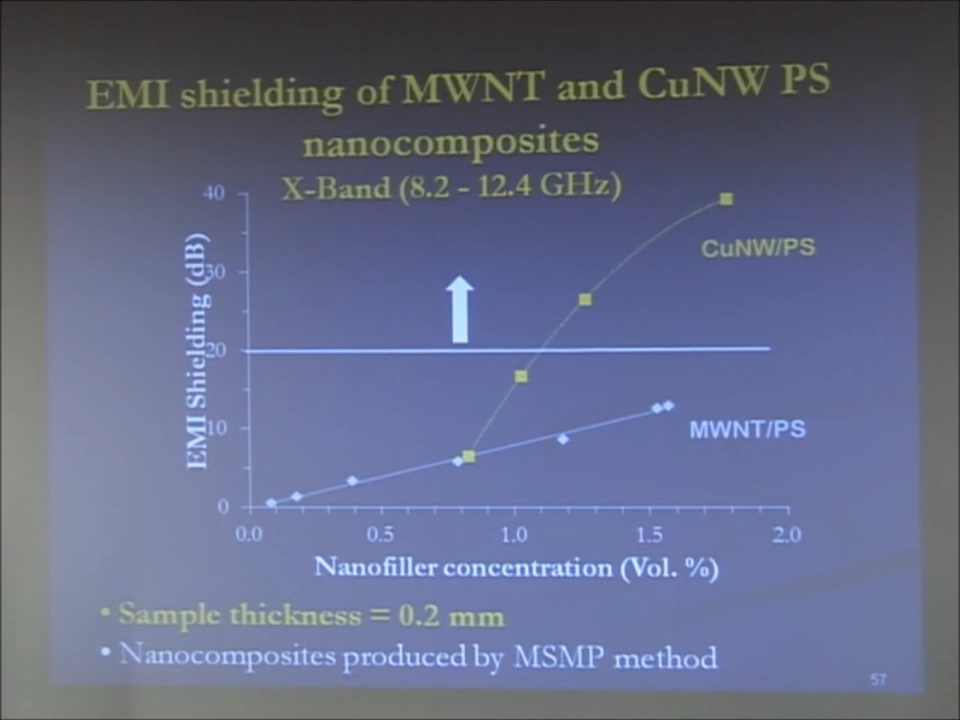 EMI shielding of MWNT and CuNW PS
nanocomposites
X-Band (8.2 - 12.4 GHz)
40
30
20
10
0
EMI Shielding (dB)
CuNW/PS
MWNT/PS
0.0 0.5 1.0 1.5 2.0
Nanofiller concentration (Vol. %)
• Sample thickness = 0.2 mm
• Nanocomposites produced by MSMP method
57